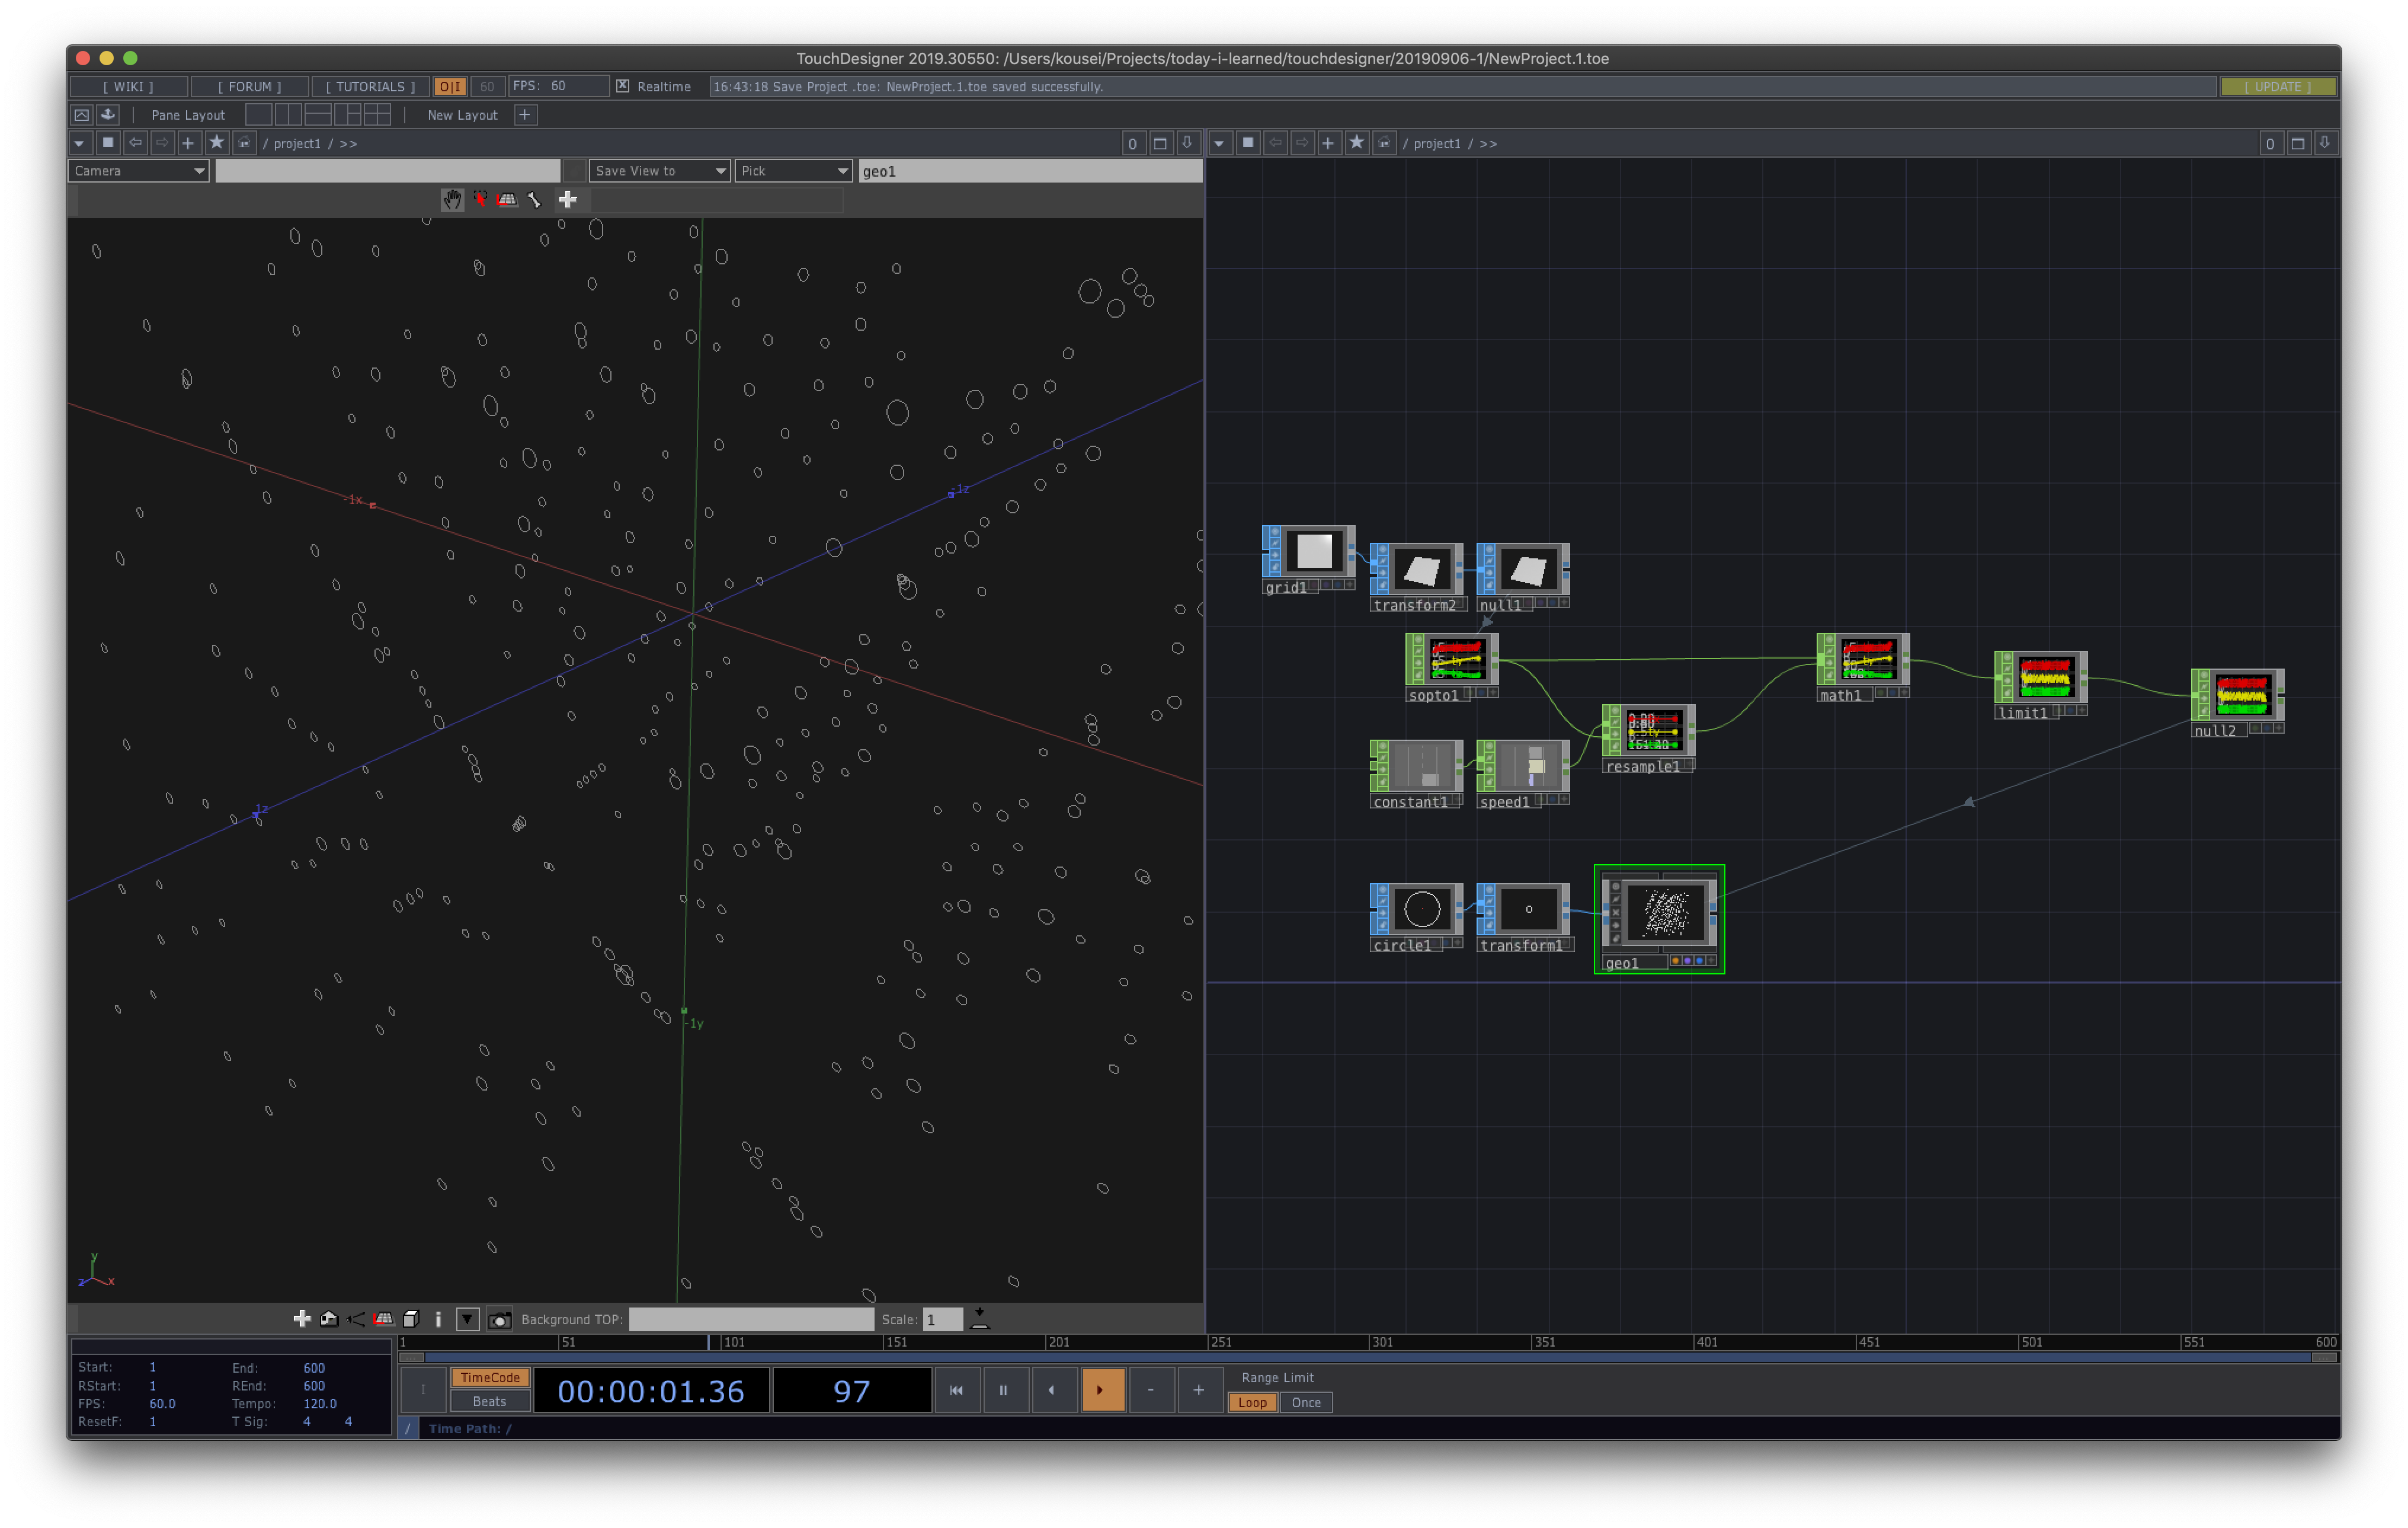 TouchDesigner 2019.30550: /Users/kousei/Projects/today-i-learned/touchdesigner/20190906-1/NewProject.1.toe
[ WIKI ] [ FORUM ] [ TUTORIALS ] O|I 60 FPS: 60 Realtime 16:43:18 Save Project .toe: NewProject.1.toe saved successfully. [ UPDATE ]
Pane Layout New Layout +
/ project1 / >> 0
/ project1 / >> 0
Camera Save View to Pick geo1
-1x
-1z
1z
-1y
y
z x
grid1
transform2
null1
sopto1
math1
limit1
null2
resample1
constant1
speed1
circle1
transform1
geo1
Background TOP: Scale: 1
1 51 101 151 201 251 301 351 401 451 501 551 600
Start: 1 End: 600
RStart: 1 REnd: 600
FPS: 60.0 Tempo: 120.0
ResetF: 1 T Sig: 4 4
TimeCode
Beats
00:00:01.36
97
- +
Range Limit
Loop Once
/ Time Path: /